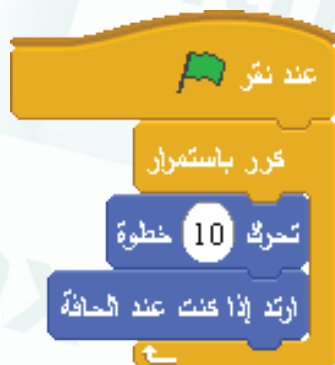 عند نقر
كرر باستمرار
تحرك 10 خطوة
ارتد إذا كنت عند الحافة